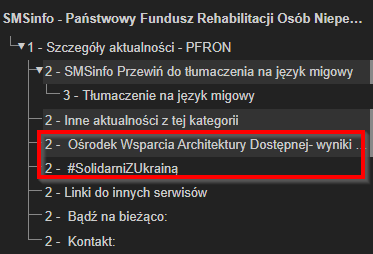 SMSinfo - Państwowy Fundusz Rehabilitacji Osób Niepe...
1 - Szczegóły aktualności - PFRON
2 - SMSinfo Przewiń do tłumaczenia na język migowy
3 - Tłumaczenie na język migowy
2 - Inne aktualności z tej kategorii
2 - Ośrodek Wsparcia Architektury Dostępnej- wyniki ...
2 - #SolidarniZUkrainą
2 - Linki do innych serwisów
2 - Bądź na bieżąco:
2 - Kontakt: